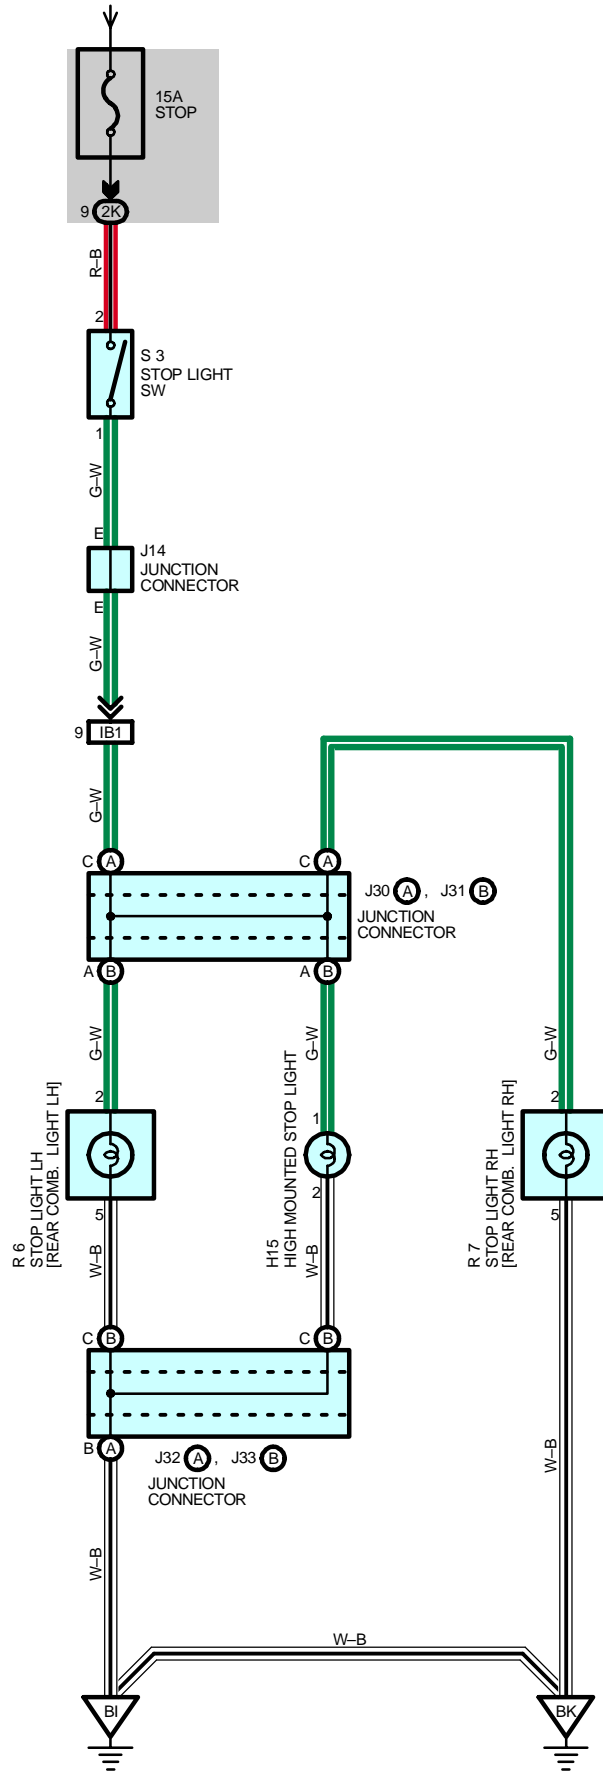 15A
STOP
9 2K
R–B
2
S 3
STOP LIGHT
SW
1
G–W
E
J14
JUNCTION
CONNECTOR
E
G–W
9 IB1
G–W
C A
C A
J30 A , J31 B
JUNCTION
CONNECTOR
A B
A B
G–W
G–W
G–W
2
1
2
R 6
STOP LIGHT LH
[REAR COMB. LIGHT LH]
H15
HIGH MOUNTED STOP LIGHT
R 7
STOP LIGHT RH
[REAR COMB. LIGHT RH]
5
2
5
W–B
W–B
C B
C B
B A
J32 A , J33 B
JUNCTION
CONNECTOR
W–B
W–B
W–B
BI
BK